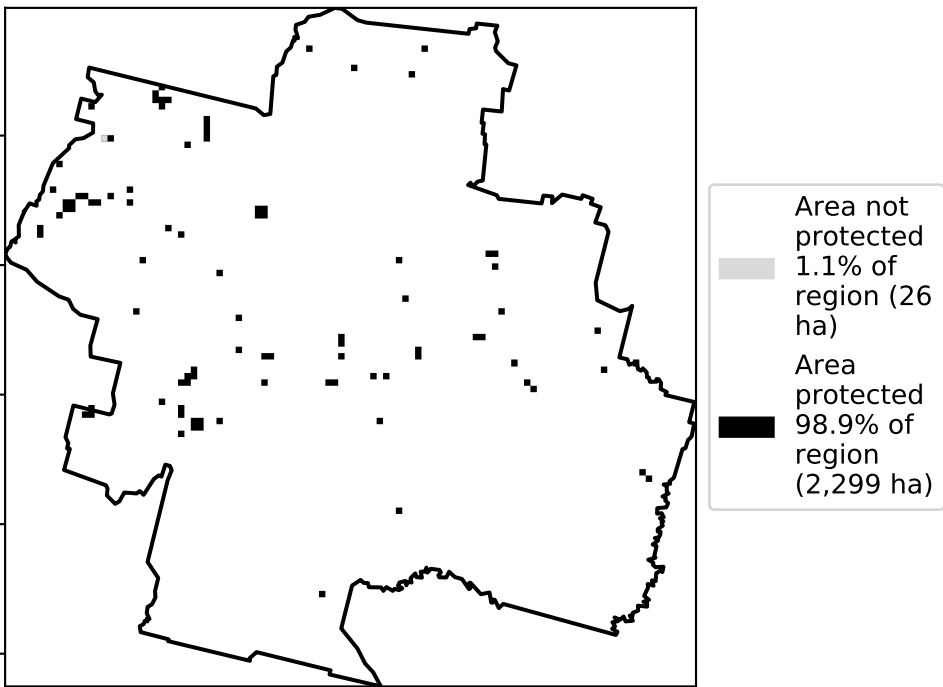 Area not
protected
1.1% of
region (26
ha)
Area
protected
98.9% of
region
(2,299 ha)